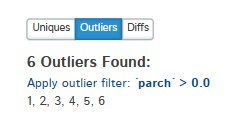 Uniques Outliers Diffs
6 Outliers Found:
Apply outlier filter: `parch` > 0.0
1, 2, 3, 4, 5, 6